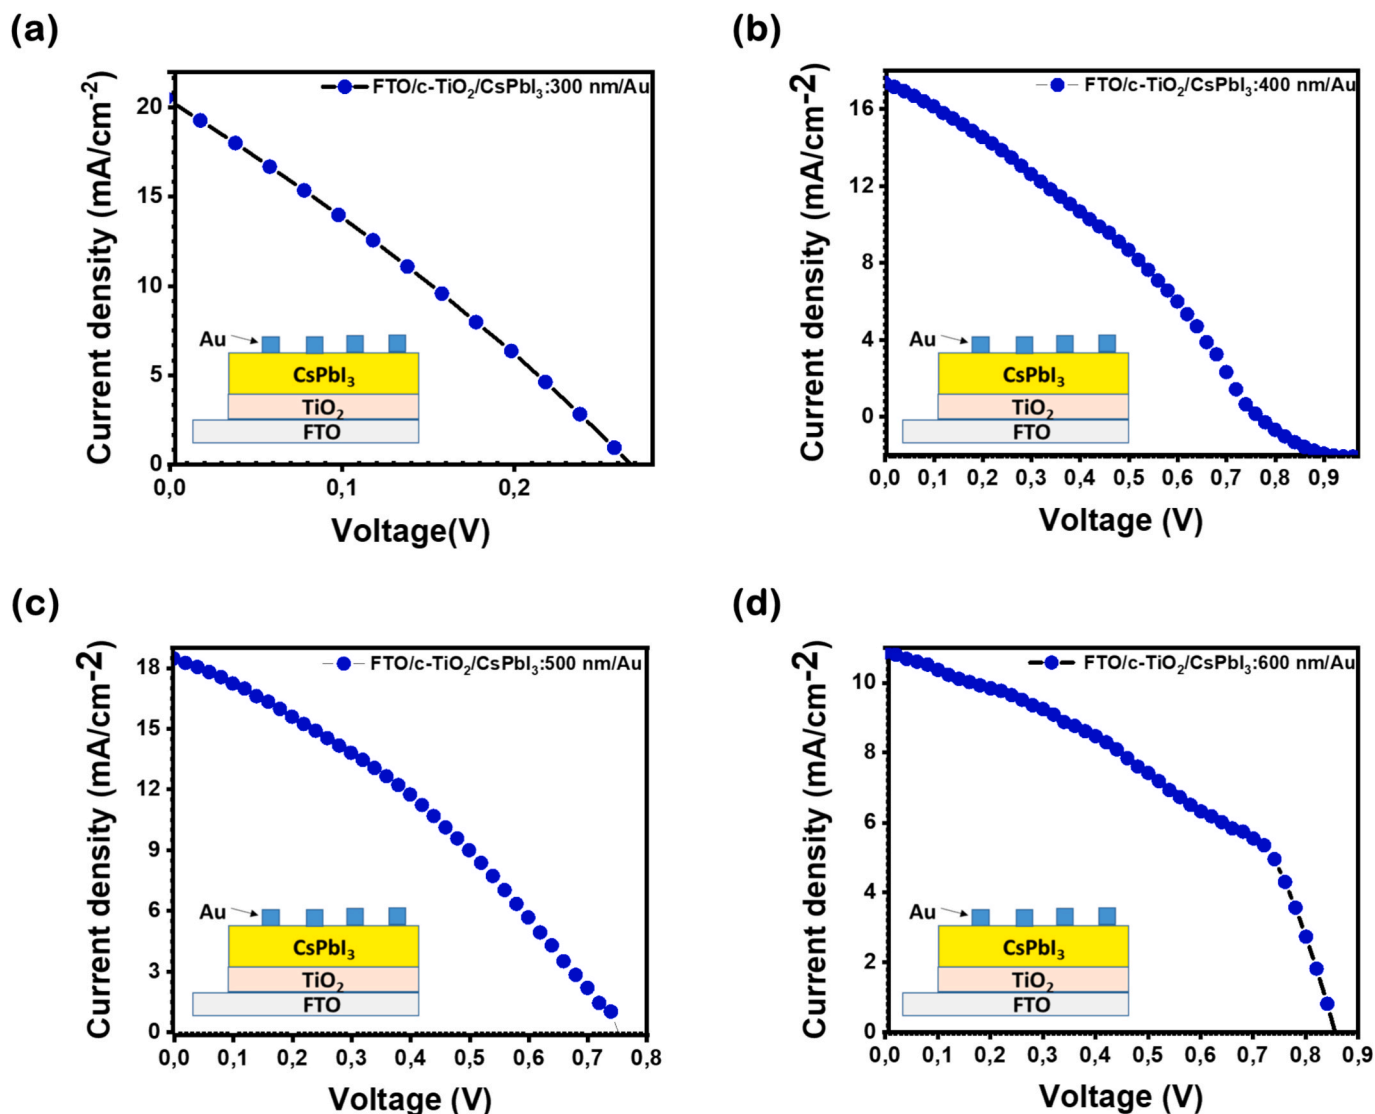 (a)
FTO/c-TiO₂/CsPbI₃:300 nm/Au
Current density (mA/cm⁻²)
20
15
10
5
0
Au
CsPbI₃
TiO₂
FTO
0,0 0,1 0,2
Voltage(V)
(b)
FTO/c-TiO₂/CsPbI₃:400 nm/Au
Current density (mA/cm⁻²)
16
12
8
4
0
Au
CsPbI₃
TiO₂
FTO
0,0 0,1 0,2 0,3 0,4 0,5 0,6 0,7 0,8 0,9
Voltage (V)
(c)
FTO/c-TiO₂/CsPbI₃:500 nm/Au
Current density (mA/cm⁻²)
18
15
12
9
6
3
0
Au
CsPbI₃
TiO₂
FTO
0,0 0,1 0,2 0,3 0,4 0,5 0,6 0,7 0,8
Voltage (V)
(d)
FTO/c-TiO₂/CsPbI₃:600 nm/Au
Current density (mA/cm⁻²)
10
8
6
4
2
0
Au
CsPbI₃
TiO₂
FTO
0,0 0,1 0,2 0,3 0,4 0,5 0,6 0,7 0,8 0,9
Voltage (V)